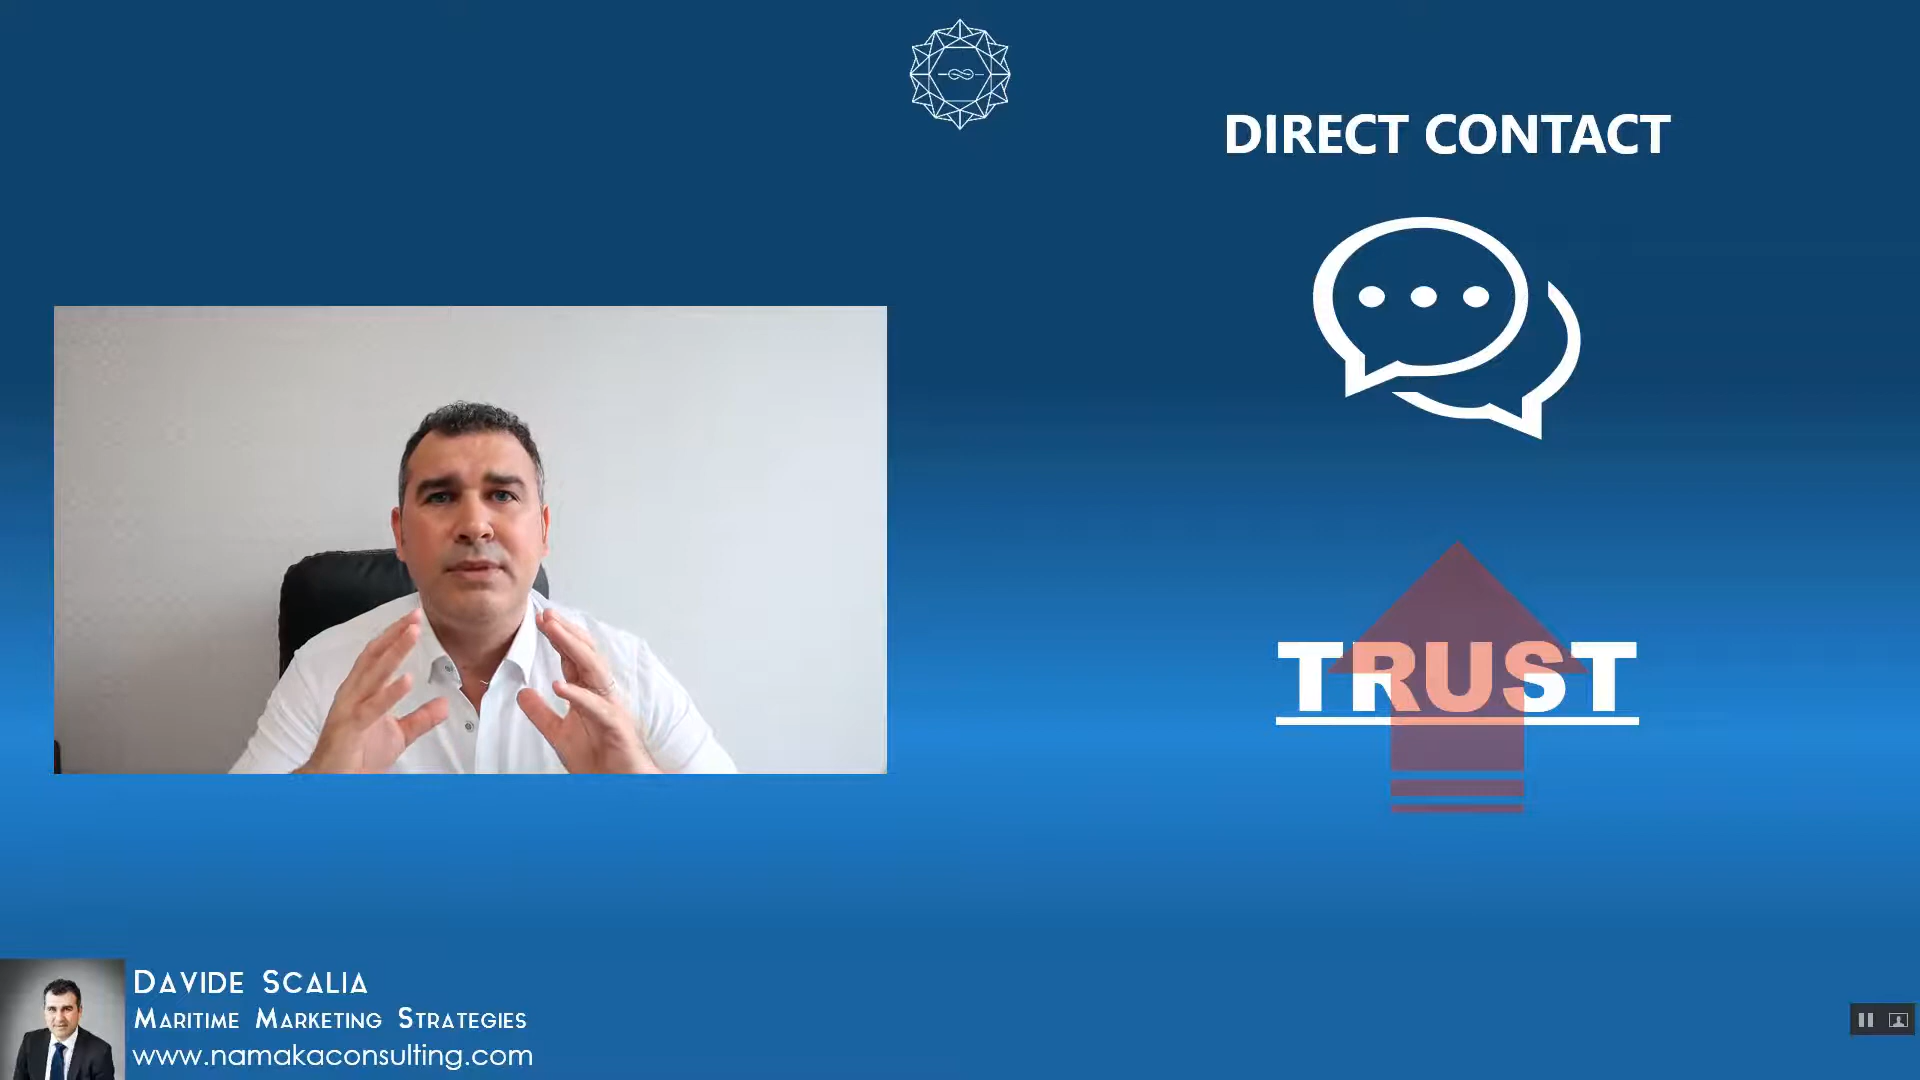 DIRECT CONTACT
TRUST
DAVIDE SCALIA
MARITIME MARKETING STRATEGIES
www.namakaconsulting.com